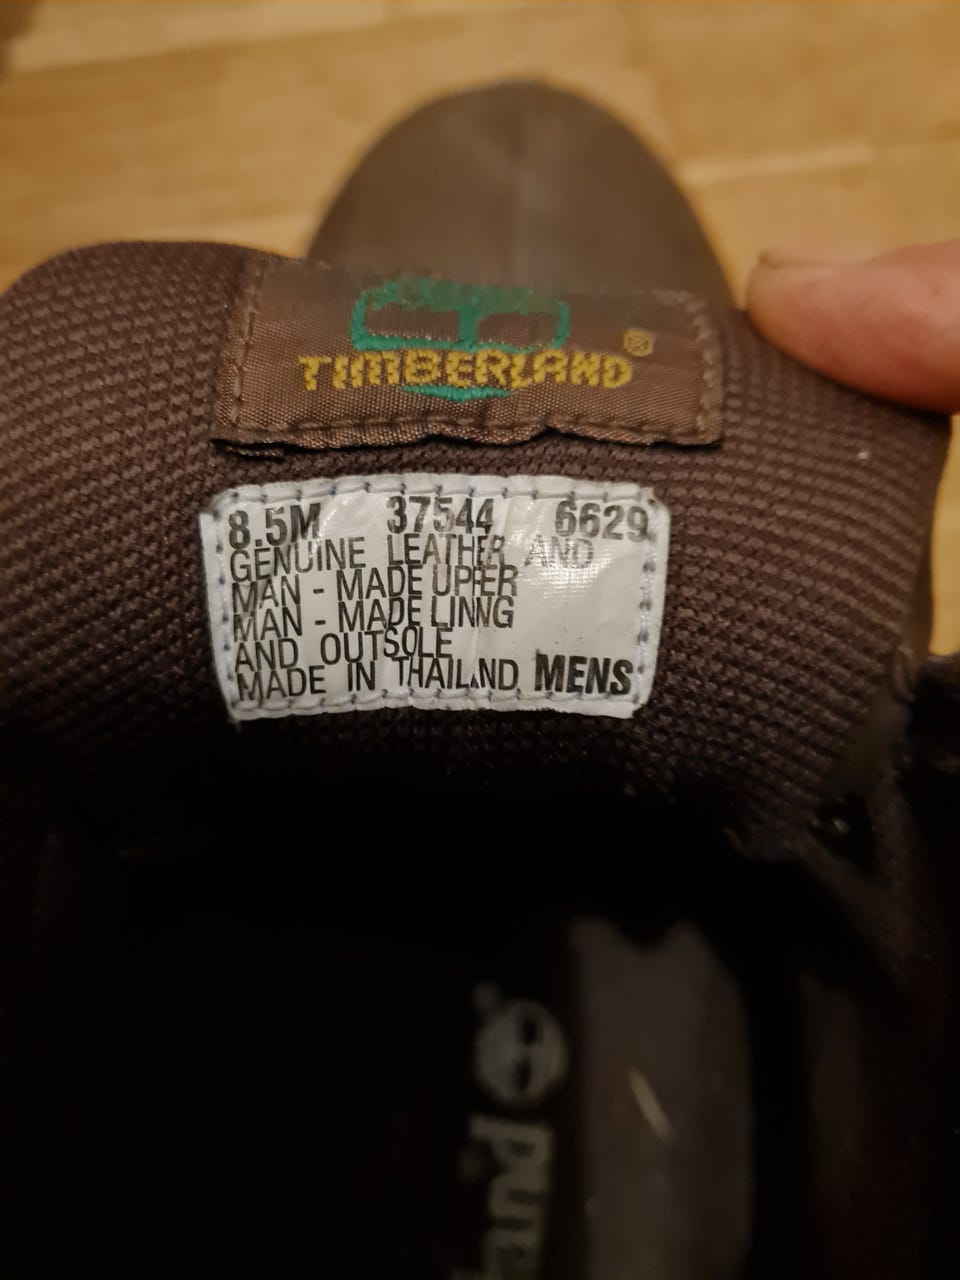 TIMBERLAND®
8.5M 37544 6629
GENUINE LEATHER AND
MAN - MADE UPPER
MAN - MADE LINNG
AND OUTSOLE
MADE IN THAILAND MENS